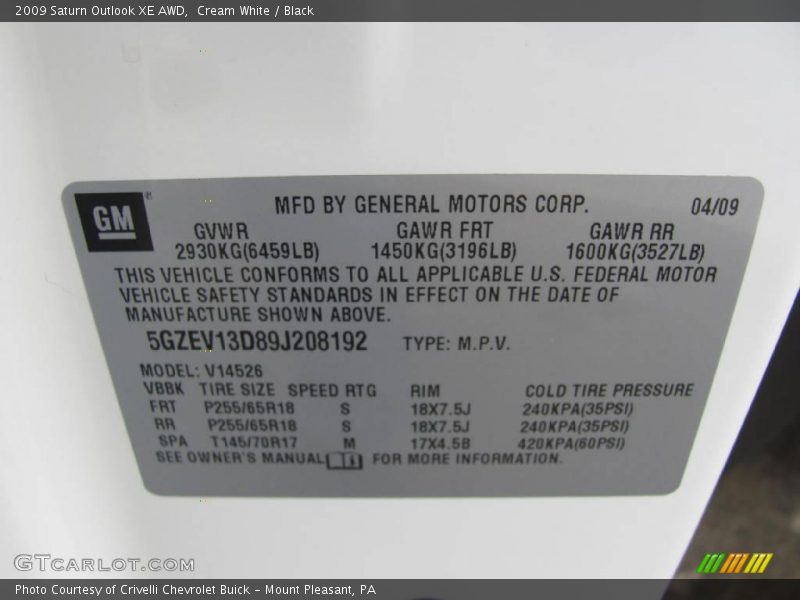 2009 Saturn Outlook XE AWD,  Cream White / Black
GM®
MFD BY GENERAL MOTORS CORP. 04/09
GVWR GAWR FRT GAWR RR
2930KG(6459LB) 1450KG(3196LB) 1600KG(3527LB)
THIS VEHICLE CONFORMS TO ALL APPLICABLE U.S. FEDERAL MOTOR
VEHICLE SAFETY STANDARDS IN EFFECT ON THE DATE OF
MANUFACTURE SHOWN ABOVE.
5GZEV13D89J208192 TYPE: M.P.V.
MODEL: V14526
VBBK TIRE SIZE SPEED RTG RIM COLD TIRE PRESSURE
FRT P255/65R18 S 18X7.5J 240KPA(35PSI)
RR P255/65R18 S 18X7.5J 240KPA(35PSI)
SPA T145/70R17 M 17X4.5B 420KPA(60PSI)
SEE OWNER'S MANUAL FOR MORE INFORMATION.
GTCarLot.com
Photo Courtesy of Crivelli Chevrolet Buick – Mount Pleasant, PA